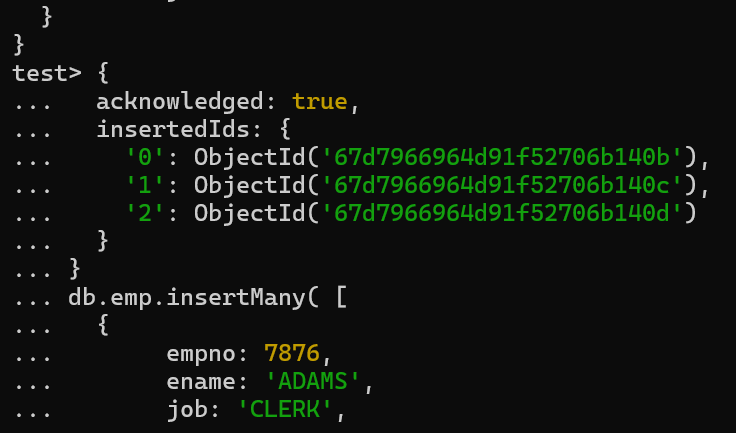 }
}
test> {
...   acknowledged: true,
...   insertedIds: {
...     '0': ObjectId('67d7966964d91f52706b140b'),
...     '1': ObjectId('67d7966964d91f52706b140c'),
...     '2': ObjectId('67d7966964d91f52706b140d')
...   }
... }
... db.emp.insertMany( [
...   {
...        empno: 7876,
...        ename: 'ADAMS',
...        job: 'CLERK',